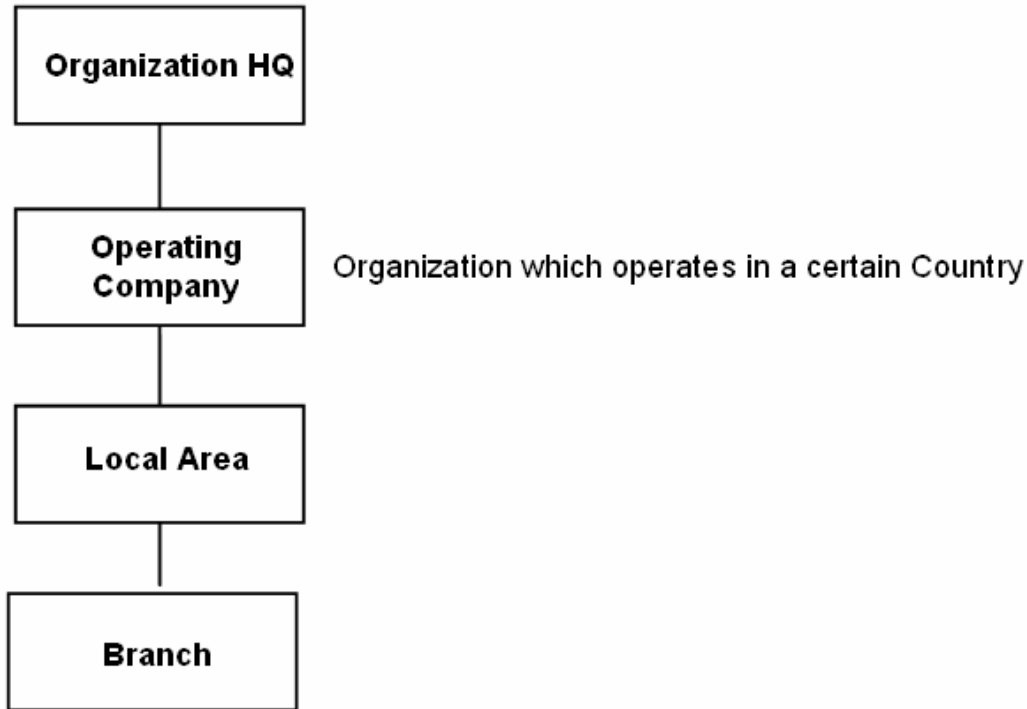 Organization HQ
Operating
Company
Organization which operates in a certain Country
Local Area
Branch